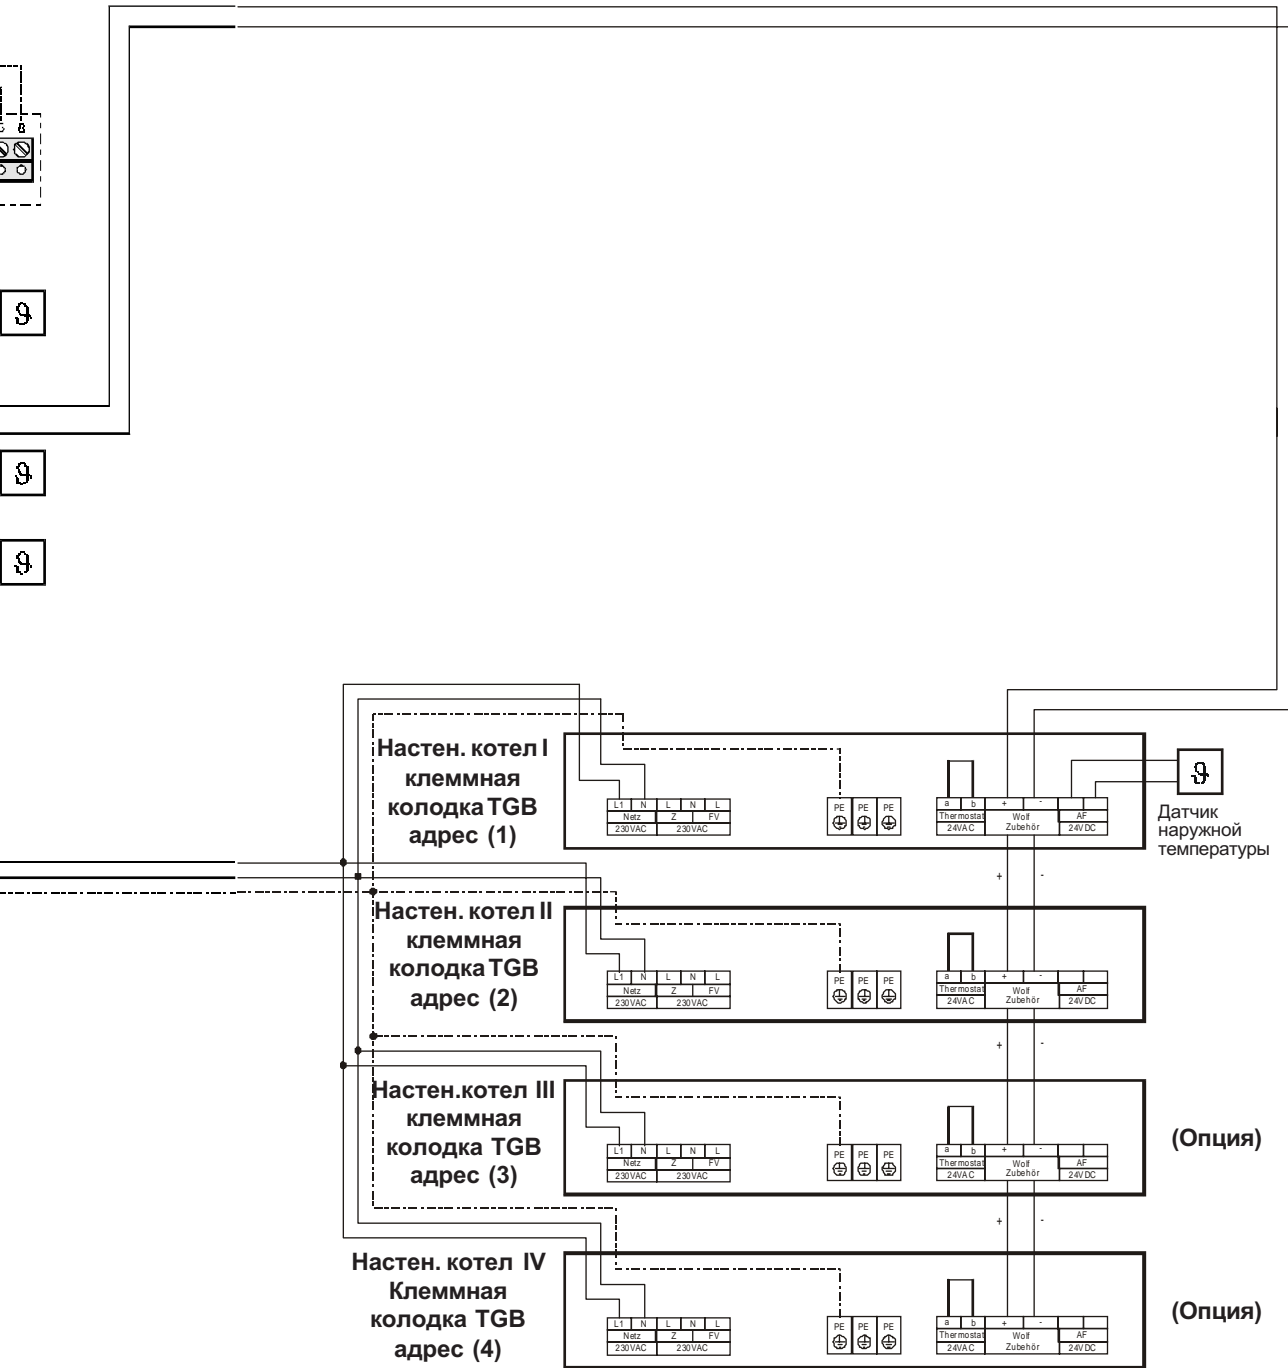 8
Настен. котел I
клеммная
колодка TGB
адрес (1)
L1 N L N L
Netz Z FV
230VAC 230VAC
PE PE PE
a b + -
Thermostat Wolf Zubehör AF
24VAC 24VDC
ϑ
Датчик
наружной
температуры
+ -
Настен. котел II
клеммная
колодка TGB
адрес (2)
L1 N L N L
Netz Z FV
230VAC 230VAC
PE PE PE
a b + -
Thermostat Wolf Zubehör AF
24VAC 24VDC
+ -
Настен.котел III
клеммная
колодка TGB
адрес (3)
L1 N L N L
Netz Z FV
230VAC 230VAC
PE PE PE
a b + -
Thermostat Wolf Zubehör AF
24VAC 24VDC
(Опция)
+ -
Настен. котел IV
Клеммная
колодка TGB
адрес (4)
L1 N L N L
Netz Z FV
230VAC 230VAC
PE PE PE
a b + -
Thermostat Wolf Zubehör AF
24VAC 24VDC
(Опция)
ϑ
ϑ
ϑ